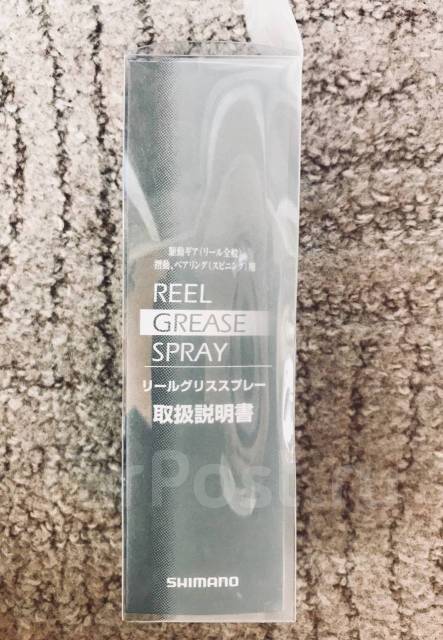 駆動ギア(リール全般)
摺動、ベアリング(スピニング)用
REEL
GREASE
SPRAY
リールグリススプレー
取扱説明書
SHIMANO